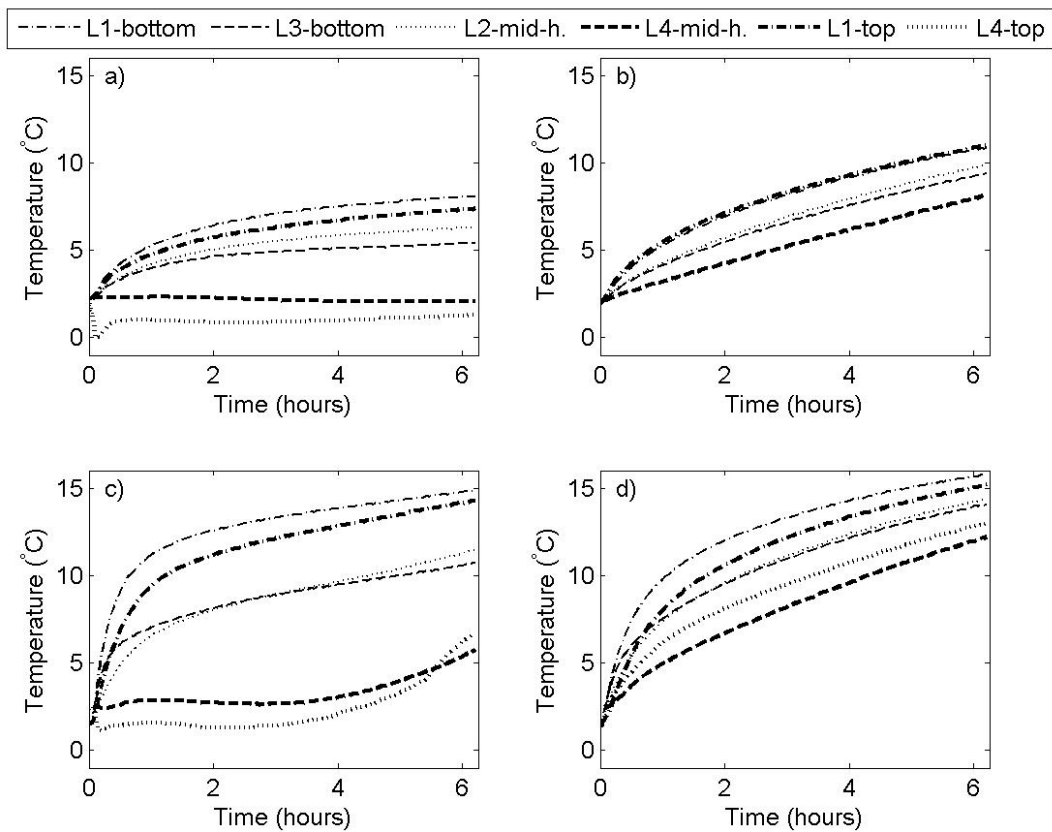 L1-bottom L3-bottom L2-mid-h. L4-mid-h. L1-top L4-top
a)
15
10
5
0
Temperature (°C)
0 2 4 6
Time (hours)
b)
15
10
5
0
Temperature (°C)
0 2 4 6
Time (hours)
c)
15
10
5
0
Temperature (°C)
0 2 4 6
Time (hours)
d)
15
10
5
0
Temperature (°C)
0 2 4 6
Time (hours)